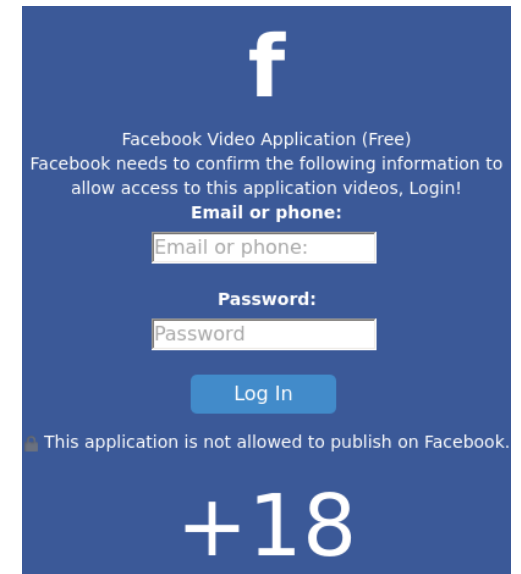 f
Facebook Video Application (Free)
Facebook needs to confirm the following information to
allow access to this application videos, Login!
Email or phone:
Email or phone:
Password:
Password
Log In
This application is not allowed to publish on Facebook.
+18